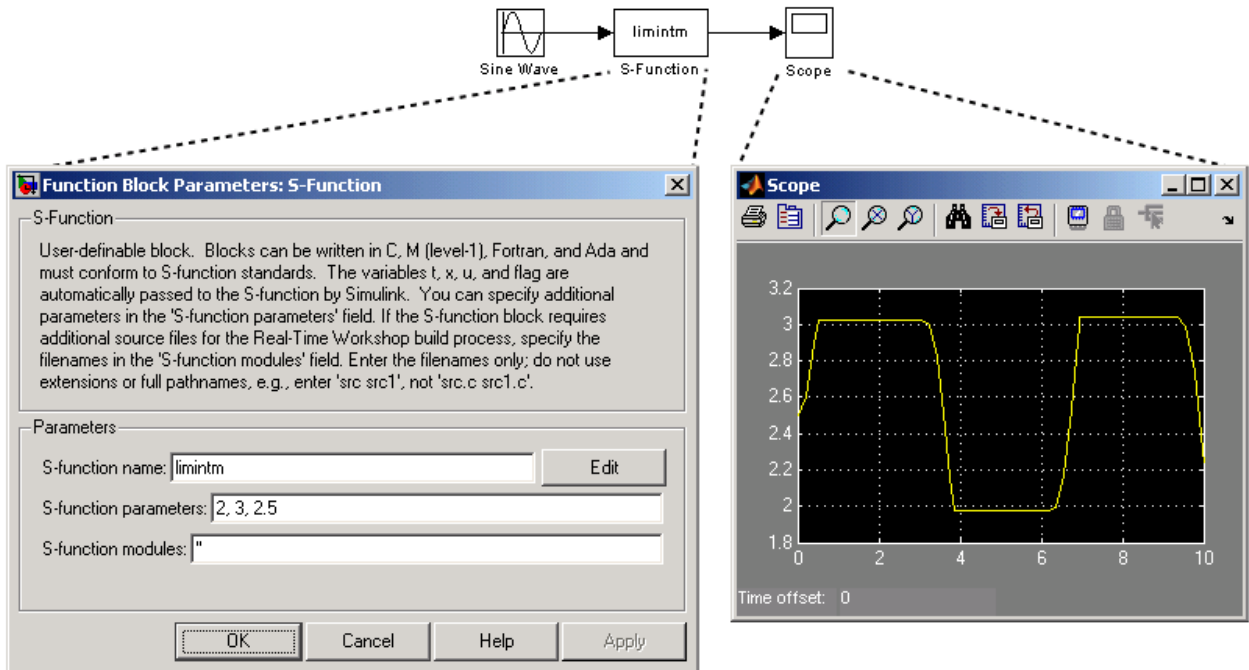 limintm
Sine Wave
S-Function
Scope
Function Block Parameters: S-Function
S-Function
User-definable block. Blocks can be written in C, M (level-1), Fortran, and Ada and
must conform to S-function standards. The variables t, x, u, and flag are
automatically passed to the S-function by Simulink. You can specify additional
parameters in the 'S-function parameters' field. If the S-function block requires
additional source files for the Real-Time Workshop build process, specify the
filenames in the 'S-function modules' field. Enter the filenames only; do not use
extensions or full pathnames, e.g., enter 'src src1', not 'src.c src1.c'.
Parameters
S-function name: limintm
Edit
S-function parameters: 2, 3, 2.5
S-function modules: ''
OK
Cancel
Help
Apply
Scope
3.2
3
2.8
2.6
2.4
2.2
2
1.8
0
2
4
6
8
10
Time offset: 0